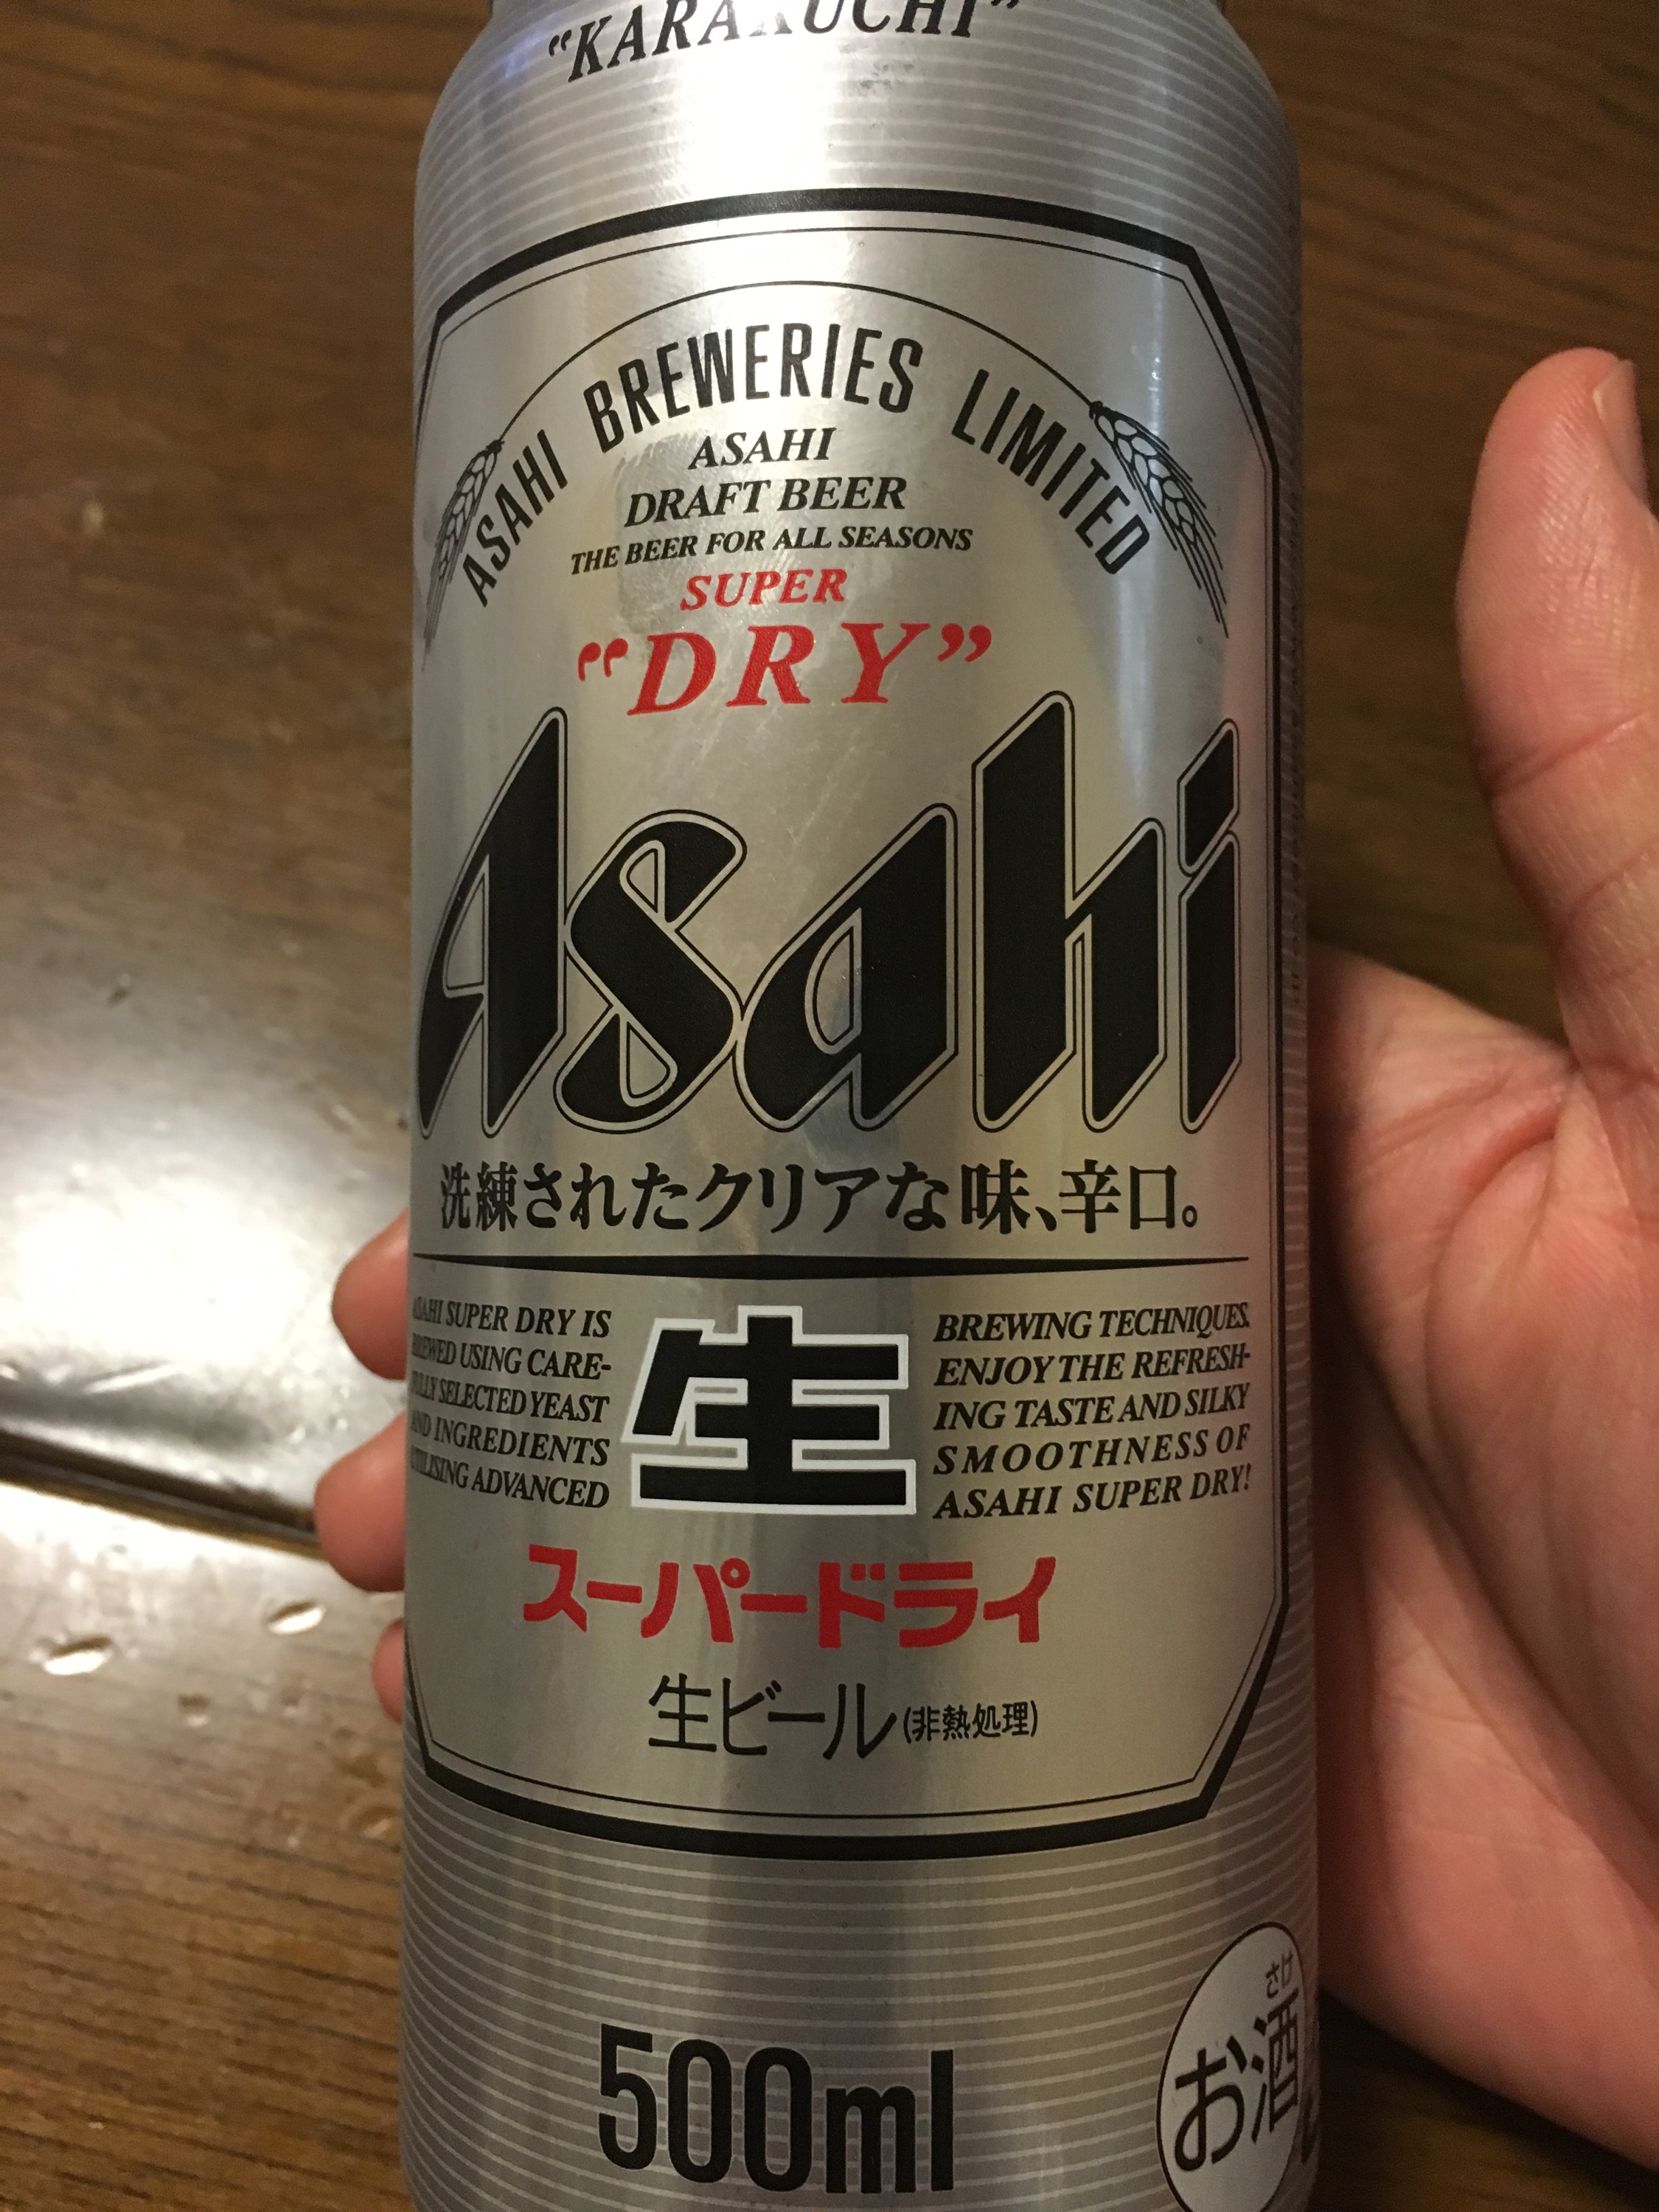 "KARAKUCHI"
ASAHI BREWERIES LIMITED
ASAHI
DRAFT BEER
THE BEER FOR ALL SEASONS
SUPER
"DRY"
Asahi
洗練されたクリアな味、辛口。
ASAHI SUPER DRY IS
BREWED USING CARE-
FULLY SELECTED YEAST
AND INGREDIENTS
UTILISING ADVANCED
生
BREWING TECHNIQUES.
ENJOY THE REFRESH-
ING TASTE AND SILKY
SMOOTHNESS OF
ASAHI SUPER DRY!
スーパードライ
生ビール(非熱処理)
500ml
さけ
お酒